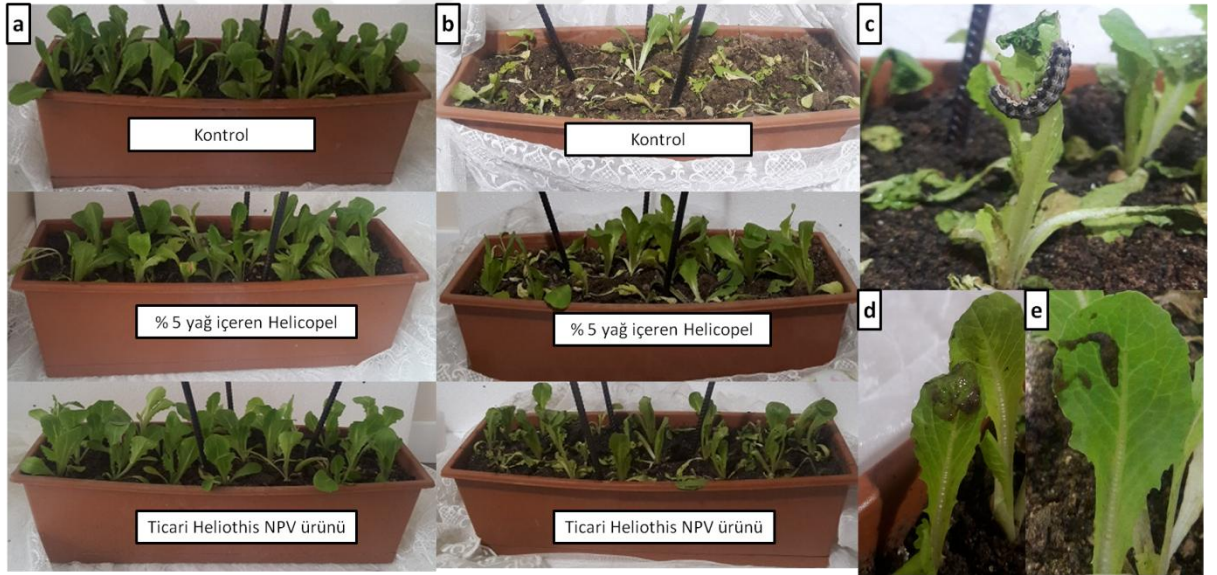 a
Kontrol
% 5 yağ içeren Helicopel
Ticari Heliothis NPV ürünü
b
Kontrol
% 5 yağ içeren Helicopel
Ticari Heliothis NPV ürünü
c
d
e